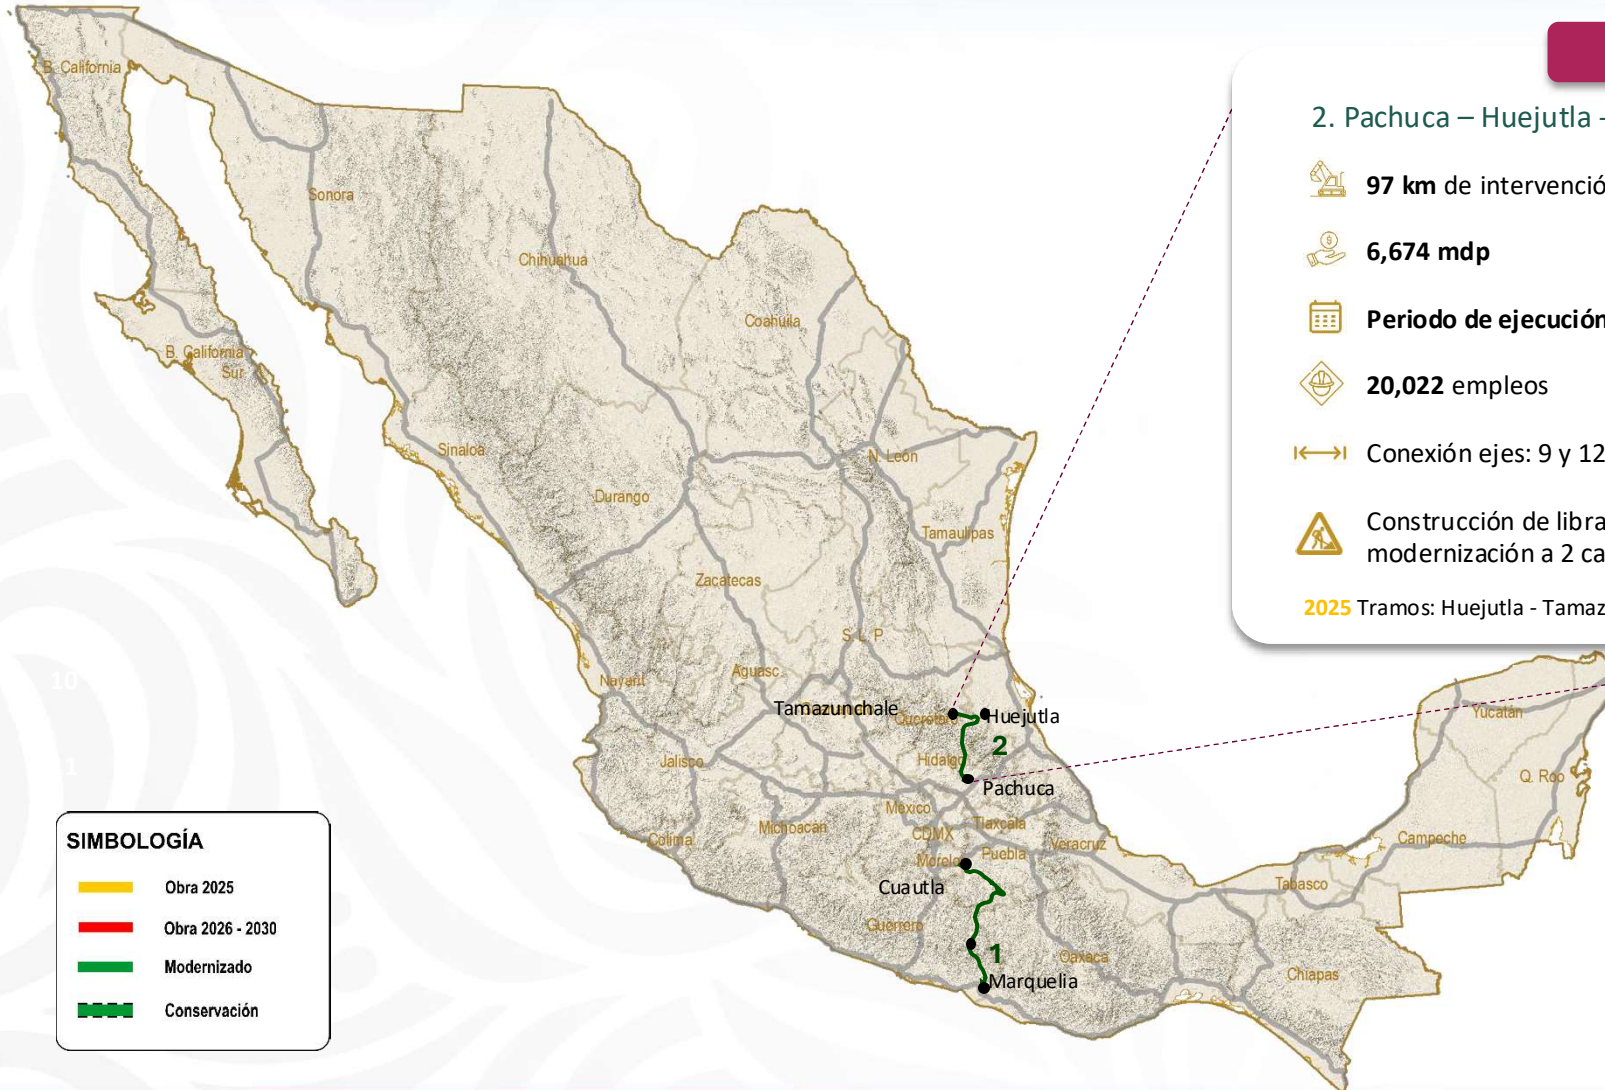 B. California
Sonora
Chihuahua
Coahuila
B. California
Sur
Sinaloa
Durango
N. León
Tamaulipas
Zacatecas
S L P
Aguasc
Nayarit
Tamazunchale
Huejutla
2
Hidalgo
Jalisco
Pachuca
México
Tlaxcala
CDMX
Michoacán
Colima
Puebla
Veracruz
Cuautla
Guerrero
1
Oaxaca
Marquelia
Yucatán
Q. Roo
Campeche
Tabasco
Chiapas
10
1
2. Pachuca – Huejutla -
97 km de intervenció
6,674 mdp
Periodo de ejecución
20,022 empleos
Conexión ejes: 9 y 12
Construcción de libra
modernización a 2 ca
2025 Tramos: Huejutla - Tamaz
SIMBOLOGÍA
Obra 2025
Obra 2026 - 2030
Modernizado
Conservación